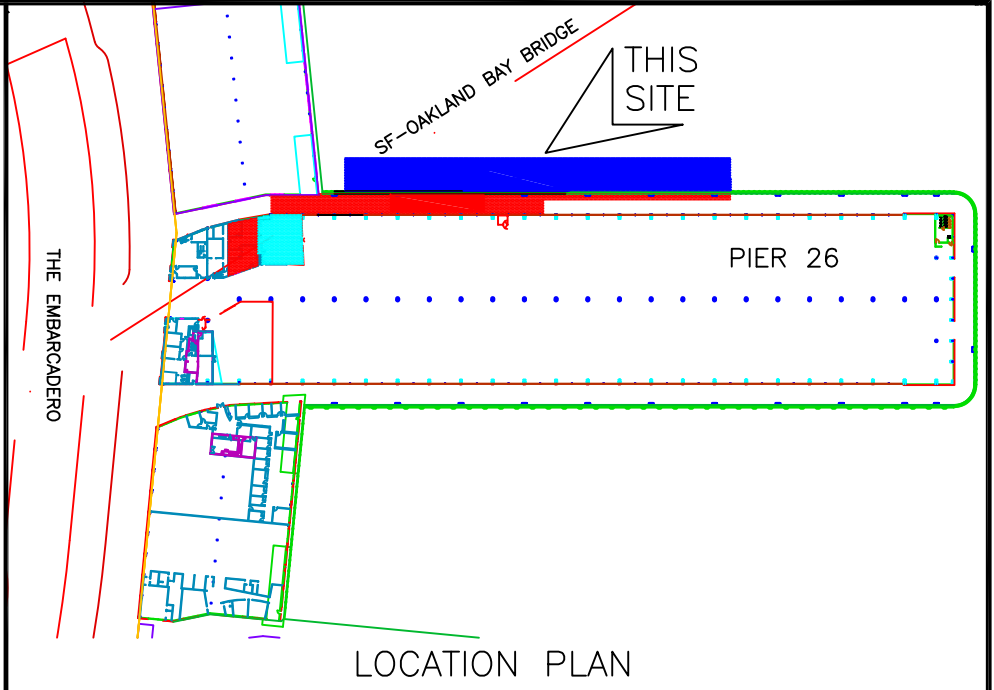 SF-OAKLAND BAY BRIDGE
THIS
SITE
PIER 26
THE EMBARCADERO
LOCATION PLAN